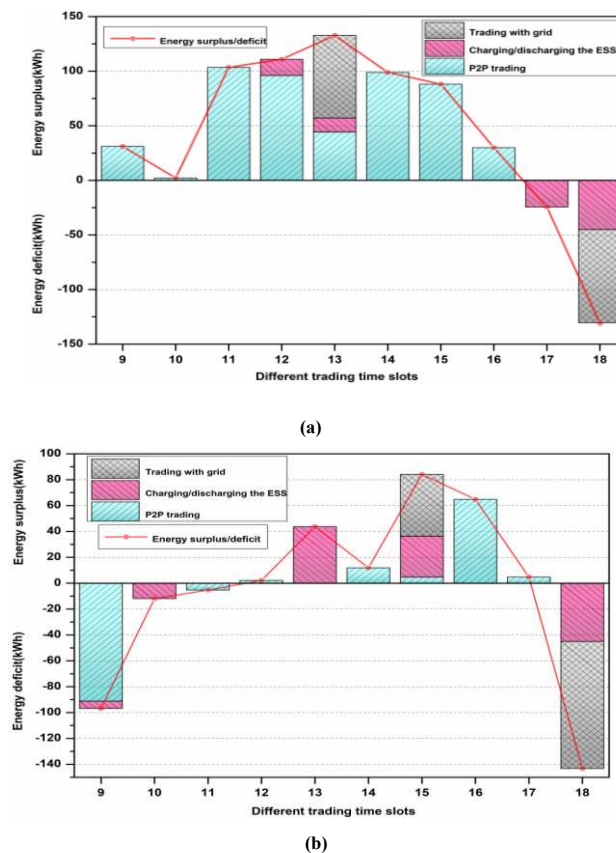 150
100
50
0
-50
-100
-150
Energy surplus(kWh)
Energy deficit(kWh)
Energy surplus/deficit
Trading with grid
Charging/discharging the ESS
P2P trading
9 10 11 12 13 14 15 16 17 18
Different trading time slots
(a)
100
80
60
40
20
0
-20
-40
-60
-80
-100
-120
-140
Energy surplus(kWh)
Energy deficit(kWh)
Trading with grid
Charging/discharging the ESS
P2P trading
Energy surplus/deficit
9 10 11 12 13 14 15 16 17 18
Different trading time slots
(b)